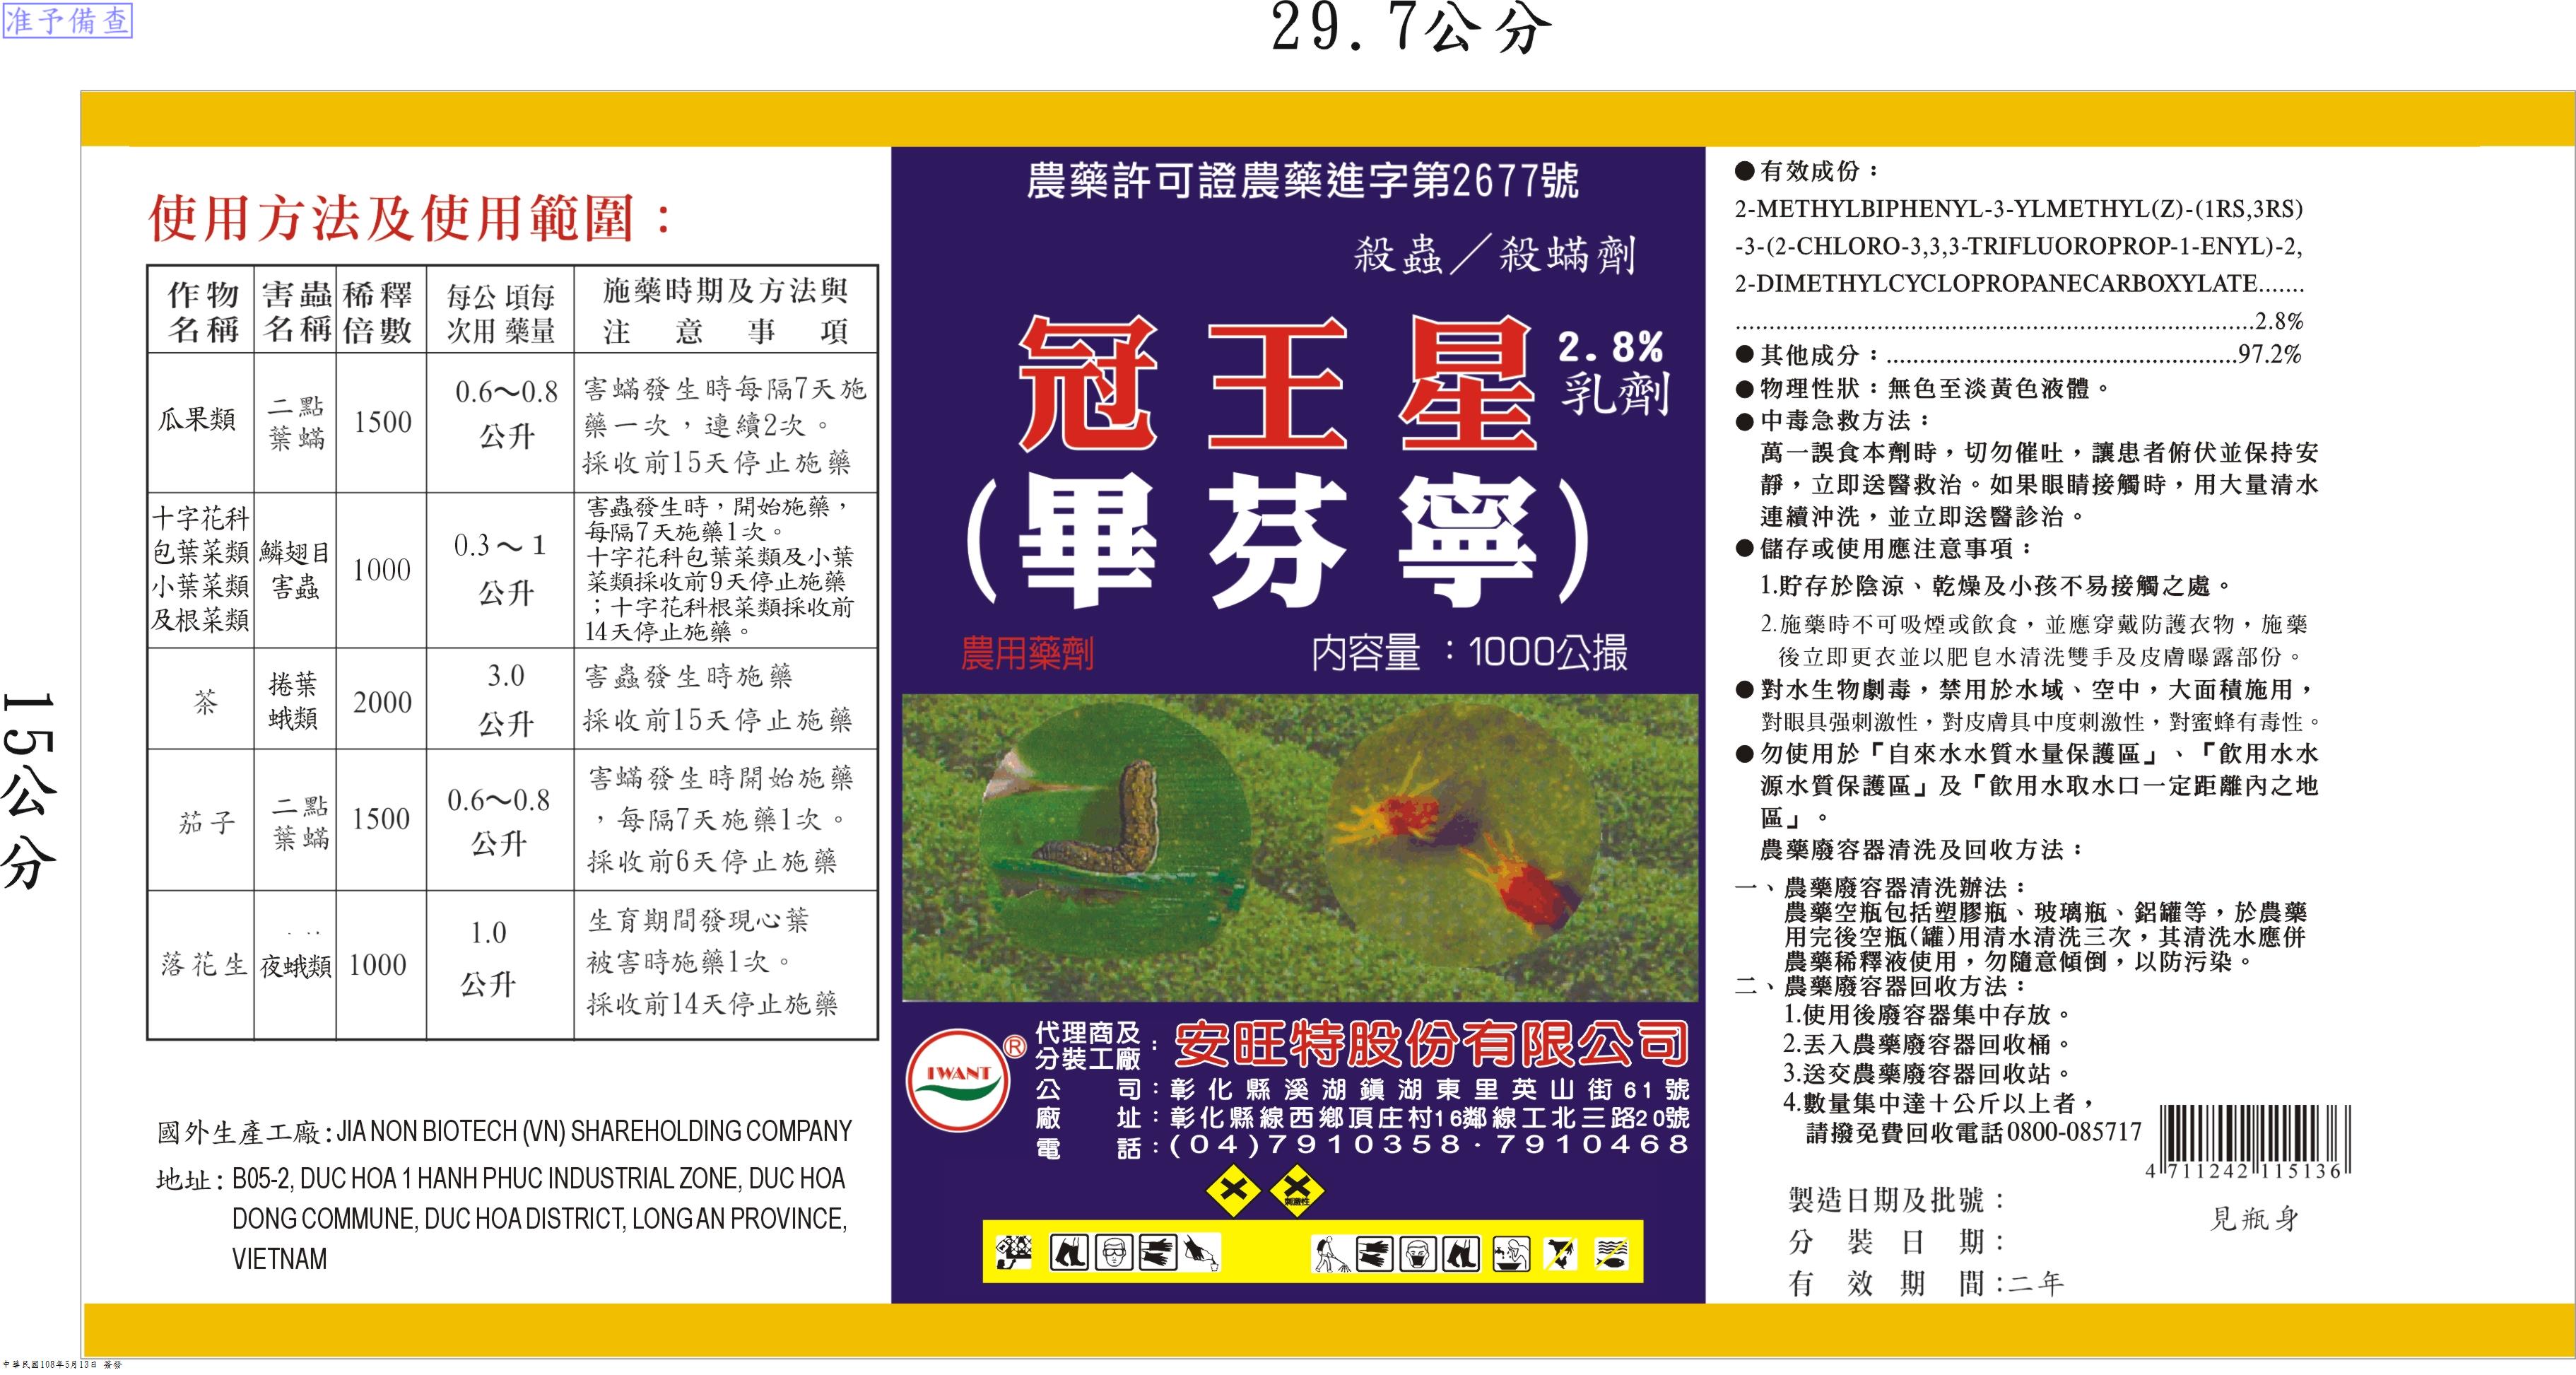 准予備查
29.7公分
15公分
使用方法及使用範圍：
作物名稱 害蟲名稱 稀釋倍數 每公頃每次用藥量 施藥時期及方法與注意事項
瓜果類 二點葉蟎 1500 0.6～0.8公升
害蟎發生時每隔7天施
藥一次，連續2次。
採收前15天停止施藥
十字花科
包葉菜類
小葉菜類
及根菜類
鱗翅目
害蟲
1000
0.3～1
公升
害蟲發生時，開始施藥，
每隔7天施藥1次。
十字花科包葉菜類及小葉
菜類採收前9天停止施藥
；十字花科根菜類採收前
14天停止施藥。
茶
捲葉
蛾類
2000
3.0
公升
害蟲發生時施藥
採收前15天停止施藥
茄子
二點
葉蟎
1500
0.6～0.8
公升
害蟎發生時開始施藥
，每隔7天施藥1次。
採收前6天停止施藥
落花生
夜蛾類
1000
1.0
公升
生育期間發現心葉
被害時施藥1次。
採收前14天停止施藥
國外生產工廠：JIA NON BIOTECH (VN) SHAREHOLDING COMPANY
地址：B05-2, DUC HOA 1 HANH PHUC INDUSTRIAL ZONE, DUC HOA
DONG COMMUNE, DUC HOA DISTRICT, LONG AN PROVINCE,
VIETNAM
農藥許可證農藥進字第2677號
殺蟲／殺蟎劑
冠王星 2.8%
乳劑
(畢芬寧)
農用藥劑 內容量：1000公撮
IWANT
®
代理商及
分裝工廠：安旺特股份有限公司
公司：彰化縣溪湖鎮湖東里英山街61號
廠址：彰化縣線西鄉頂庄村16鄰線工北三路20號
電話：(04)7910358·7910468
刺激性
●有效成份：
2-METHYLBIPHENYL-3-YLMETHYL(Z)-(1RS,3RS)
-3-(2-CHLORO-3,3,3-TRIFLUOROPROP-1-ENYL)-2,
2-DIMETHYLCYCLOPROPANECARBOXYLATE.......
..............................................................................2.8%
●其他成分：.....................................................97.2%
●物理性狀：無色至淡黃色液體。
●中毒急救方法：
萬一誤食本劑時，切勿催吐，讓患者俯伏並保持安
靜，立即送醫救治。如果眼睛接觸時，用大量清水
連續沖洗，並立即送醫診治。
●儲存或使用應注意事項：
1.貯存於陰涼、乾燥及小孩不易接觸之處。
2.施藥時不可吸煙或飲食，並應穿戴防護衣物，施藥
後立即更衣並以肥皂水清洗雙手及皮膚曝露部份。
●對水生物劇毒，禁用於水域、空中，大面積施用，
對眼具強刺激性，對皮膚具中度刺激性，對蜜蜂有毒性。
●勿使用於「自來水水質水量保護區」、「飲用水水
源水質保護區」及「飲用水取水口一定距離內之地
區」。
農藥廢容器清洗及回收方法：
一、農藥廢容器清洗辦法：
農藥空瓶包括塑膠瓶、玻璃瓶、鋁罐等，於農藥
用完後空瓶(罐)用清水清洗三次，其清洗水應併
農藥稀釋液使用，勿隨意傾倒，以防污染。
二、農藥廢容器回收方法：
1.使用後廢容器集中存放。
2.丟入農藥廢容器回收桶。
3.送交農藥廢容器回收站。
4.數量集中達十公斤以上者，
請撥免費回收電話0800-085717
4 711242 115136
製造日期及批號：
見瓶身
分裝日期：
有效期間：二年
中華民國108年5月13日 簽發